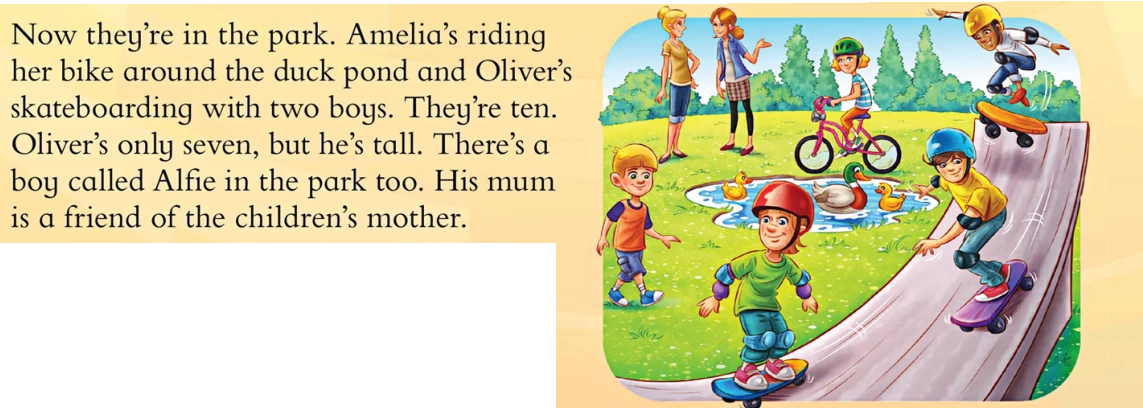 Now they're in the park. Amelia's riding
her bike around the duck pond and Oliver's
skateboarding with two boys. They're ten.
Oliver's only seven, but he's tall. There's a
boy called Alfie in the park too. His mum
is a friend of the children's mother.